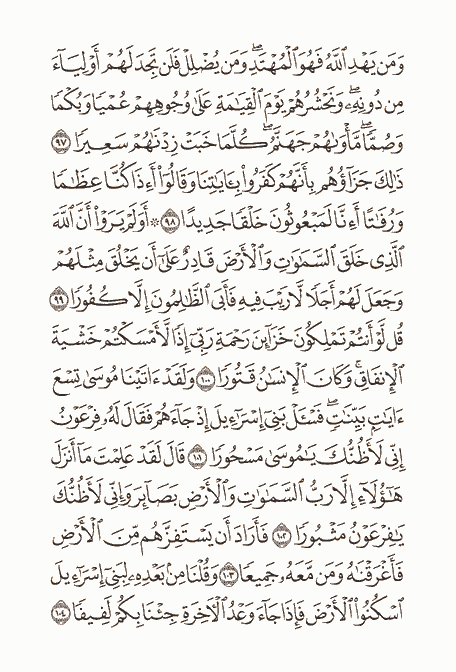 وَمَن يَهْدِ ٱللَّهُ فَهُوَ ٱلْمُهْتَدِۖ وَمَن يُضْلِلْ فَلَن تَجِدَ لَهُمْ أَوْلِيَآءَ
مِن دُونِهِۦۖ وَنَحْشُرُهُمْ يَوْمَ ٱلْقِيَٰمَةِ عَلَىٰ وُجُوهِهِمْ عُمْيًا وَبُكْمًا
وَصُمًّاۖ مَّأْوَىٰهُمْ جَهَنَّمُۖ كُلَّمَا خَبَتْ زِدْنَٰهُمْ سَعِيرًا ٩٧
ذَٰلِكَ جَزَآؤُهُم بِأَنَّهُمْ كَفَرُوا۟ بِـَٔايَٰتِنَا وَقَالُوٓا۟ أَءِذَا كُنَّا عِظَٰمًا
وَرُفَٰتًا أَءِنَّا لَمَبْعُوثُونَ خَلْقًا جَدِيدًا ٩٨ ۞ أَوَلَمْ يَرَوْا۟ أَنَّ ٱللَّهَ
ٱلَّذِى خَلَقَ ٱلسَّمَٰوَٰتِ وَٱلْأَرْضَ قَادِرٌ عَلَىٰٓ أَن يَخْلُقَ مِثْلَهُمْ
وَجَعَلَ لَهُمْ أَجَلًا لَّا رَيْبَ فِيهِ فَأَبَى ٱلظَّٰلِمُونَ إِلَّا كُفُورًا ٩٩
قُل لَّوْ أَنتُمْ تَمْلِكُونَ خَزَآئِنَ رَحْمَةِ رَبِّىٓ إِذًا لَّأَمْسَكْتُمْ خَشْيَةَ
ٱلْإِنفَاقِۚ وَكَانَ ٱلْإِنسَٰنُ قَتُورًا ١٠٠ وَلَقَدْ ءَاتَيْنَا مُوسَىٰ تِسْعَ
ءَايَٰتٍۭ بَيِّنَٰتٍۖ فَسْـَٔلْ بَنِىٓ إِسْرَٰٓءِيلَ إِذْ جَآءَهُمْ فَقَالَ لَهُۥ فِرْعَوْنُ
إِنِّى لَأَظُنُّكَ يَٰمُوسَىٰ مَسْحُورًا ١٠١ قَالَ لَقَدْ عَلِمْتَ مَآ أَنزَلَ
هَٰٓؤُلَآءِ إِلَّا رَبُّ ٱلسَّمَٰوَٰتِ وَٱلْأَرْضِ بَصَآئِرَ وَإِنِّى لَأَظُنُّكَ
يَٰفِرْعَوْنُ مَثْبُورًا ١٠٢ فَأَرَادَ أَن يَسْتَفِزَّهُم مِّنَ ٱلْأَرْضِ
فَأَغْرَقْنَٰهُ وَمَن مَّعَهُۥ جَمِيعًا ١٠٣ وَقُلْنَا مِنۢ بَعْدِهِۦ لِبَنِىٓ إِسْرَٰٓءِيلَ
ٱسْكُنُوا۟ ٱلْأَرْضَ فَإِذَا جَآءَ وَعْدُ ٱلْـَٔاخِرَةِ جِئْنَا بِكُمْ لَفِيفًا ١٠٤